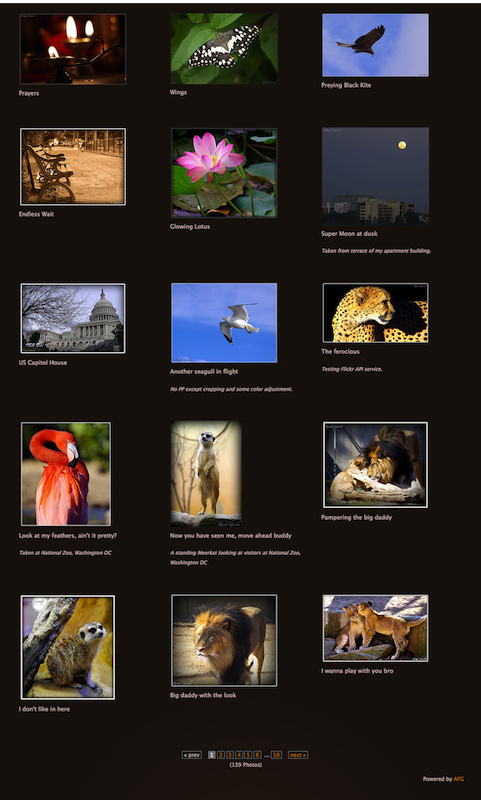 Prayers
Wings
Preying Black Kite
Endless Wait
Glowing Lotus
Super Moon at dusk
Taken from terrace of my apartment building.
US Capitol House
Another seagull in flight
No PP except cropping and some color adjustment.
The ferocious
Testing Flickr API service.
Look at my feathers, ain't it pretty?
Taken at National Zoo, Washington DC
Now you have seen me, move ahead buddy
A standing Meerkat looking at visitors at National Zoo,
Washington DC
Pampering the big daddy
I don't like in here
Big daddy with the look
I wanna play with you bro
« prev 1 2 3 4 5 6 ... 10 next »
(139 Photos)
Powered by AFG